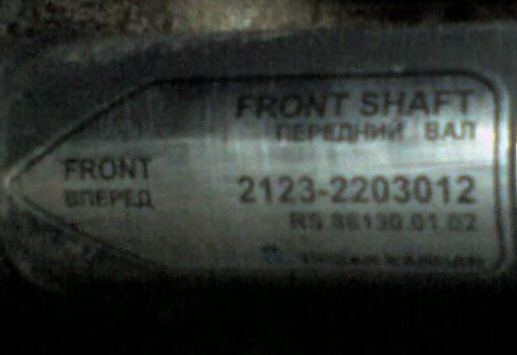 FRONT SHAFT
ПЕРЕДНИЙ ВАЛ
FRONT
ВПЕРЕД
2123-2203012
RS 86130.01.02